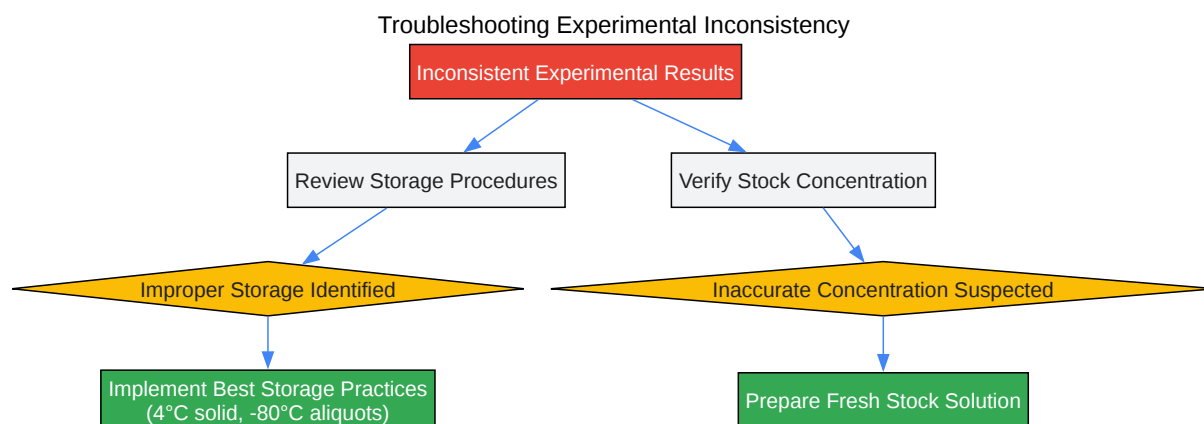 Troubleshooting Experimental Inconsistency
Inconsistent Experimental Results
Review Storage Procedures
Verify Stock Concentration
Improper Storage Identified
Inaccurate Concentration Suspected
Implement Best Storage Practices
(4°C solid, -80°C aliquots)
Prepare Fresh Stock Solution